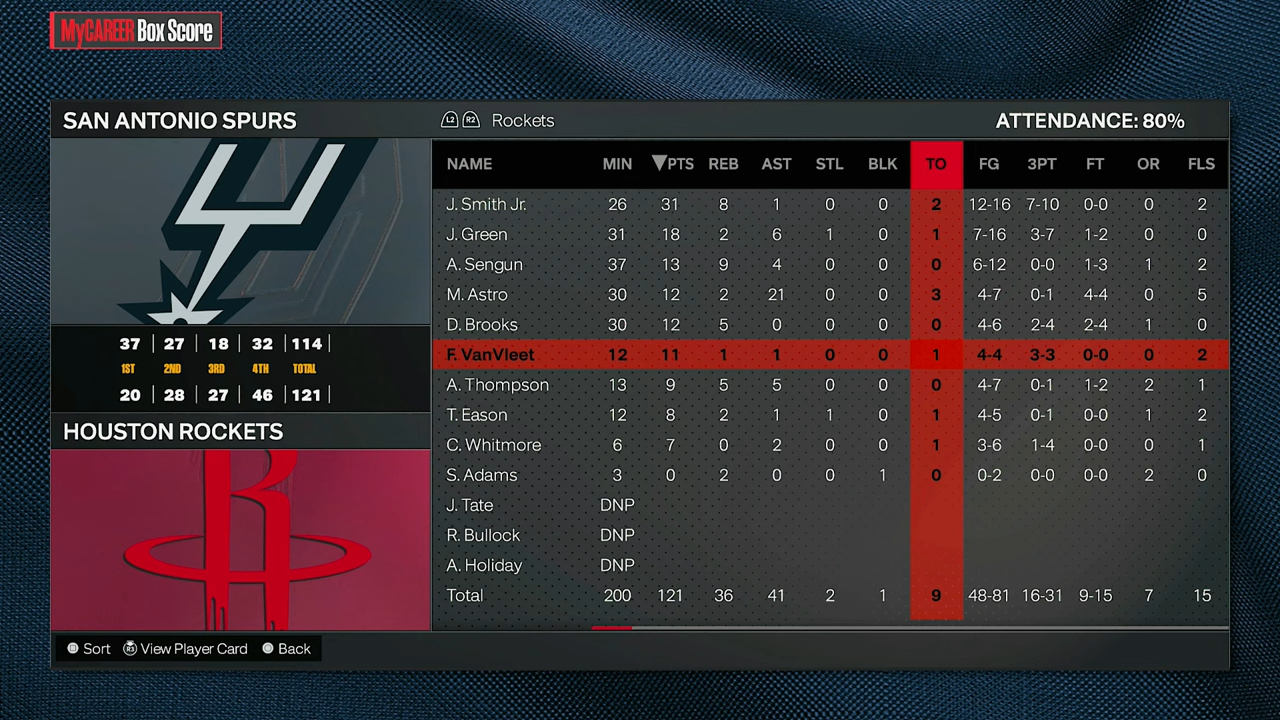 MyCAREER Box Score
SAN ANTONIO SPURS
L2 R2 Rockets
ATTENDANCE: 80%
37 27 18 32 114
1ST 2ND 3RD 4TH TOTAL
20 28 27 46 121
HOUSTON ROCKETS
NAME MIN ▼PTS REB AST STL BLK TO FG 3PT FT OR FLS
J. Smith Jr. 26 31 8 1 0 0 2 12-16 7-10 0-0 0 2
J. Green 31 18 2 6 1 0 1 7-16 3-7 1-2 0 0
A. Sengun 37 13 9 4 0 0 0 6-12 0-0 1-3 1 2
M. Astro 30 12 2 21 0 0 3 4-7 0-1 4-4 0 5
D. Brooks 30 12 5 0 0 0 0 4-6 2-4 2-4 1 0
F. VanVleet 12 11 1 1 0 0 1 4-4 3-3 0-0 0 2
A. Thompson 13 9 5 5 0 0 0 4-7 0-1 1-2 2 1
T. Eason 12 8 2 1 1 0 1 4-5 0-1 0-0 1 2
C. Whitmore 6 7 0 2 0 0 1 3-6 1-4 0-0 0 1
S. Adams 3 0 2 0 0 1 0 0-2 0-0 0-0 2 0
J. Tate DNP
R. Bullock DNP
A. Holiday DNP
Total 200 121 36 41 2 1 9 48-81 16-31 9-15 7 15
Sort R3 View Player Card Back